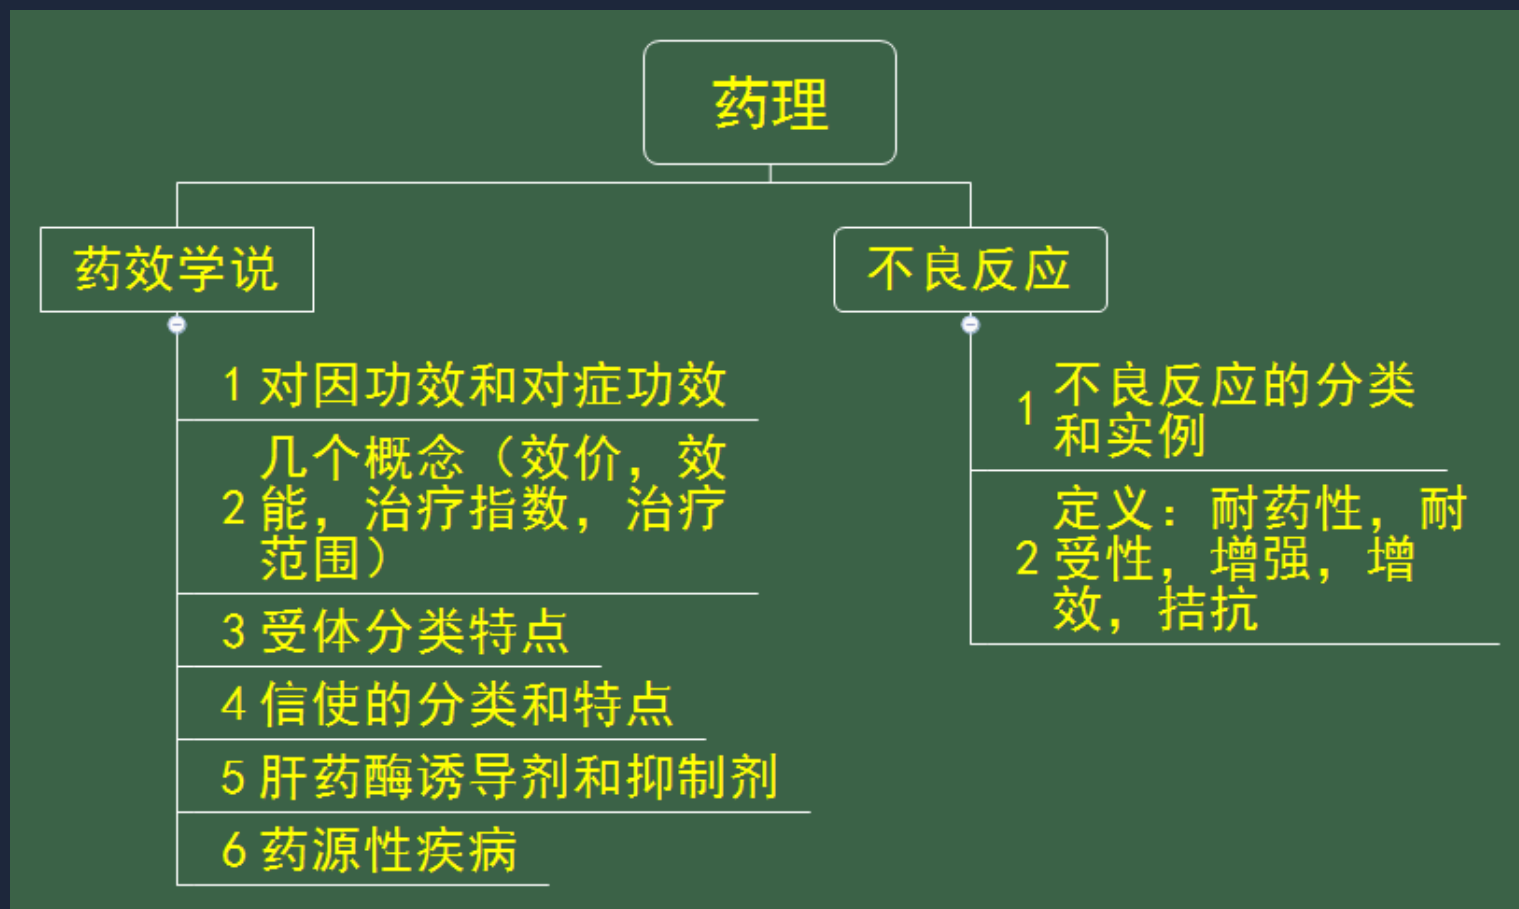 药理
药效学说
不良反应
1 对因功效和对症功效
2 几个概念（效价，效
能，治疗指数，治疗
范围）
3 受体分类特点
4 信使的分类和特点
5 肝药酶诱导剂和抑制剂
6 药源性疾病
1 不良反应的分类
和实例
2 定义：耐药性，耐
受性，增强，增
效，拮抗